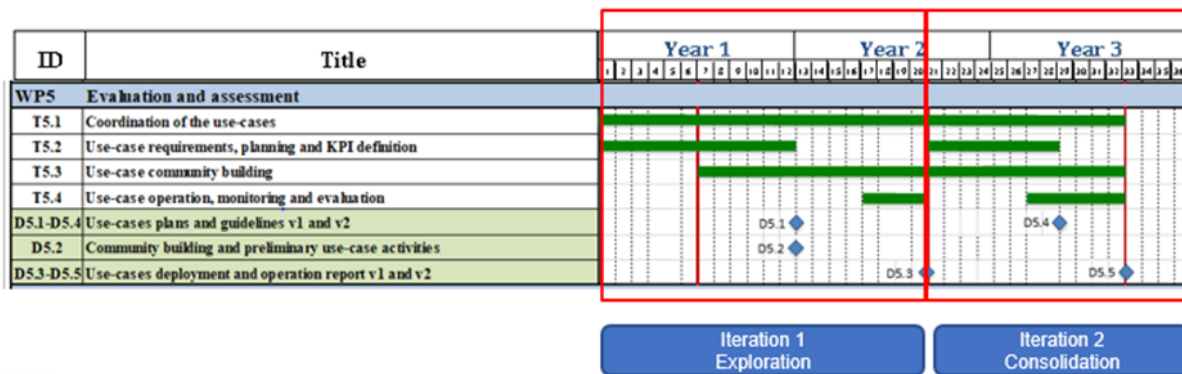 ID Title Year 1 Year 2 Year 3
1 2 3 4 5 6 7 8 9 10 11 12 13 14 15 16 17 18 19 20 21 22 23 24 25 26 27 28 29 30 31 32 33 34 35 36
WP5 Evaluation and assessment
T5.1 Coordination of the use-cases
T5.2 Use-case requirements, planning and KPI definition
T5.3 Use-case community building
T5.4 Use-case operation, monitoring and evaluation
D5.1-D5.4 Use-cases plans and guidelines v1 and v2 D5.1 D5.4
D5.2 Community building and preliminary use-case activities D5.2
D5.3-D5.5 Use-cases deployment and operation report v1 and v2 D5.3 D5.5
Iteration 1 Iteration 2
Exploration Consolidation